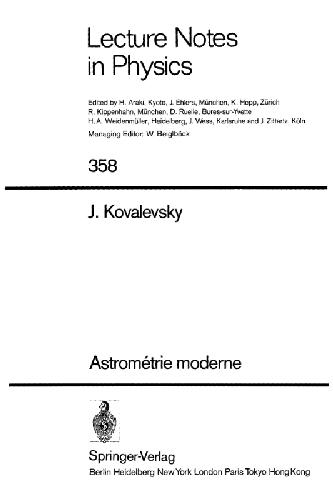 Lecture Notes
in Physics
Edited by H. Araki, Kyoto, J. Ehlers, München, K. Hepp, Zürich
R. Kippenhahn, München, D. Ruelle, Bures-sur-Yvette
H. A. Weidenmüller, Heidelberg, J. Wess, Karlsruhe and J. Zittartz, Köln
Managing Editor: W. Beiglböck
358
J. Kovalevsky
Astrométrie moderne
Springer-Verlag
Berlin Heidelberg New York London Paris Tokyo Hong Kong